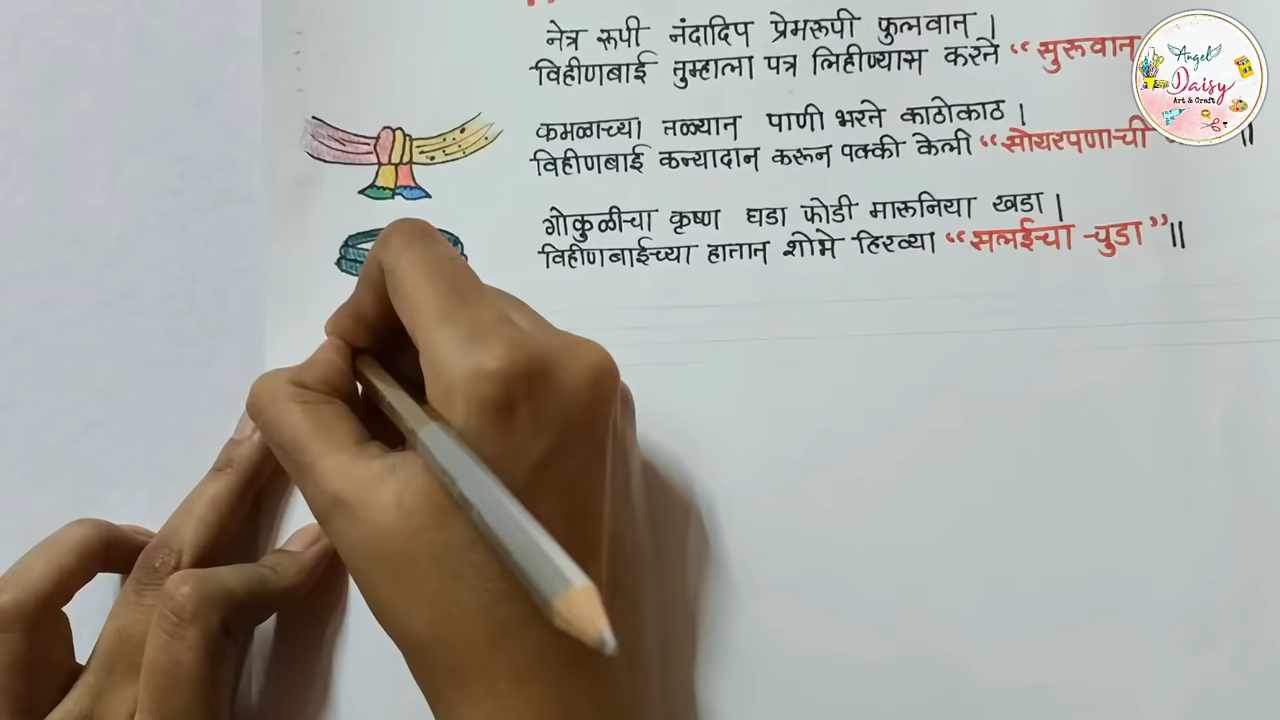 नेत्र रूपी नंदादिप प्रेमरूपी फुलवान |
विहीणबाई तुम्हाला पत्र लिहीण्यास करते “सुरूवान
कमळाच्या तळ्यान पाणी भरते काठोकाठ |
विहीणबाई कन्यादान करून पक्की केली “सोयरपणाची ||
गोकुळीचा कृष्ण घडा फोडी मारूनिया खडा |
विहीणबाईच्या हातात शोभे हिरव्या “सलईचा चुडा” ||
Angel
Daisy
Art & Craft